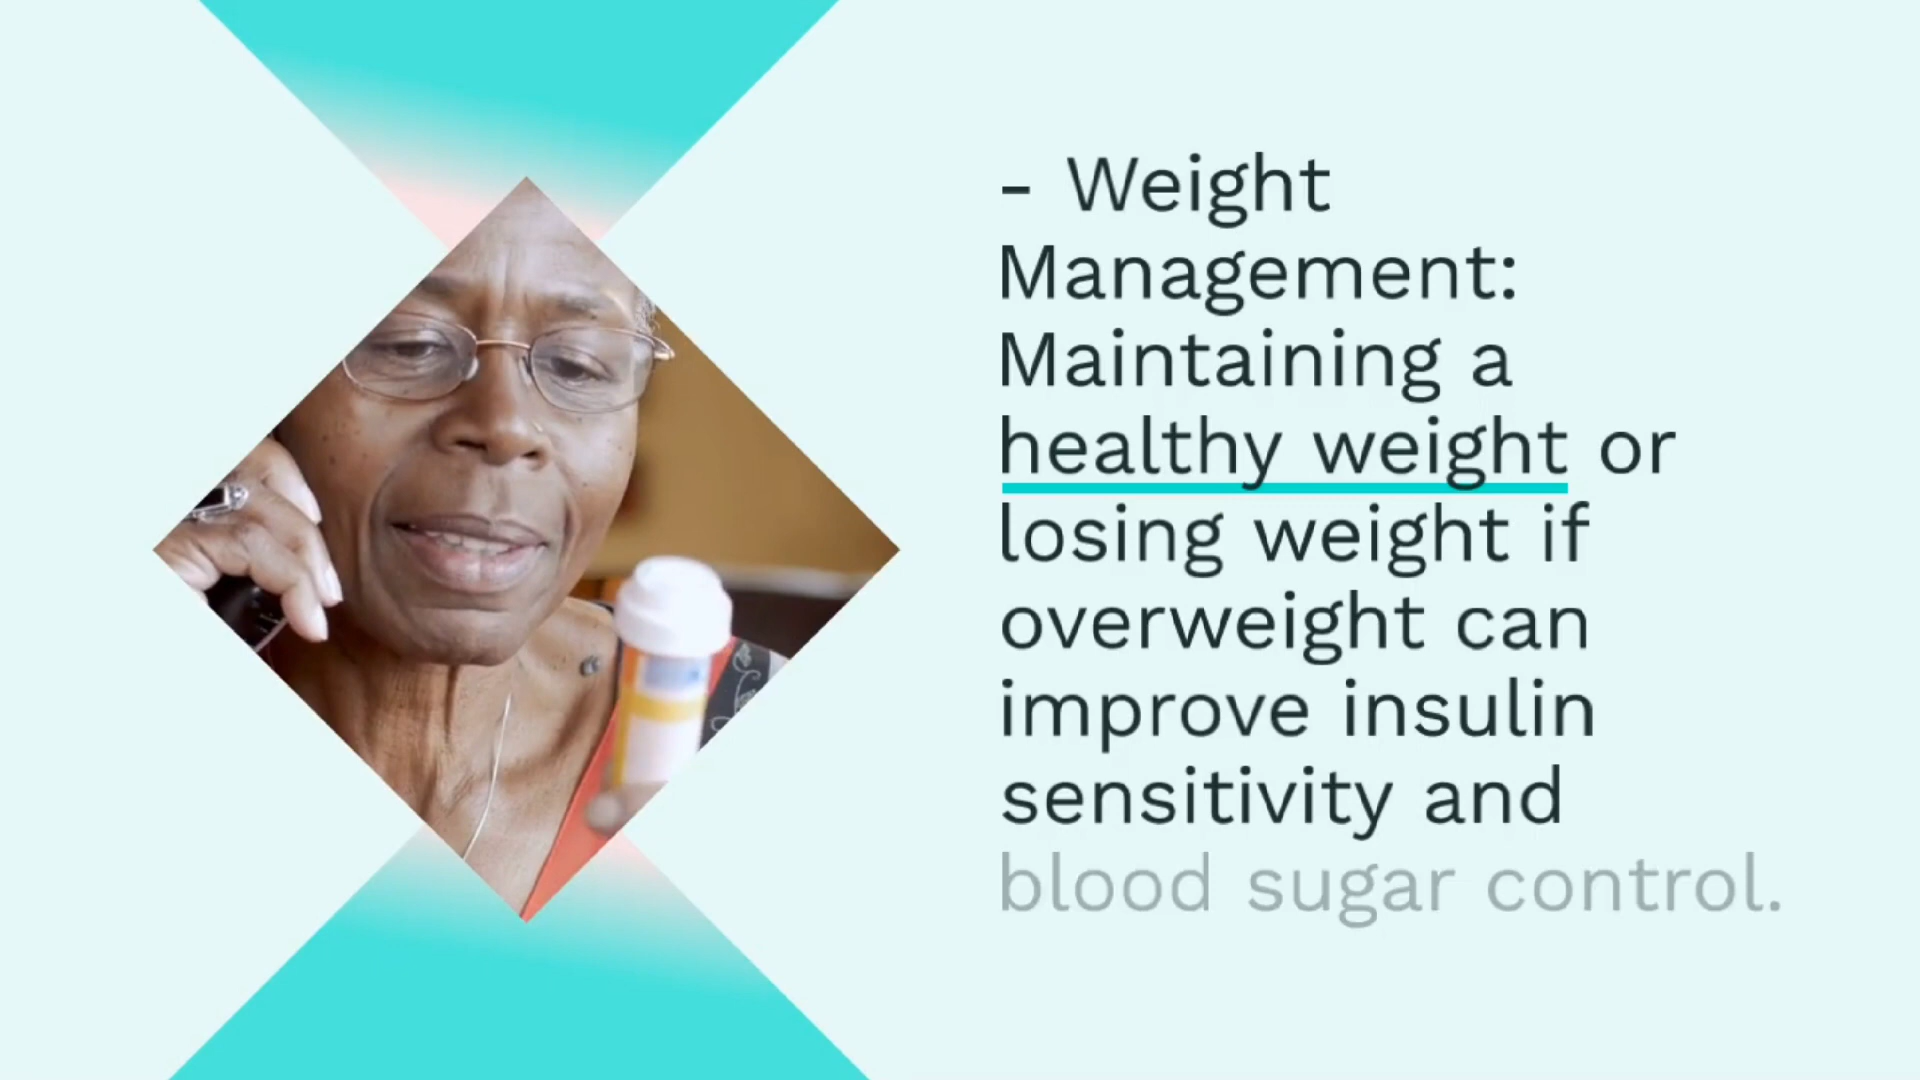 - Weight
Management:
Maintaining a
healthy weight or
losing weight if
overweight can
improve insulin
sensitivity and
blood sugar control.